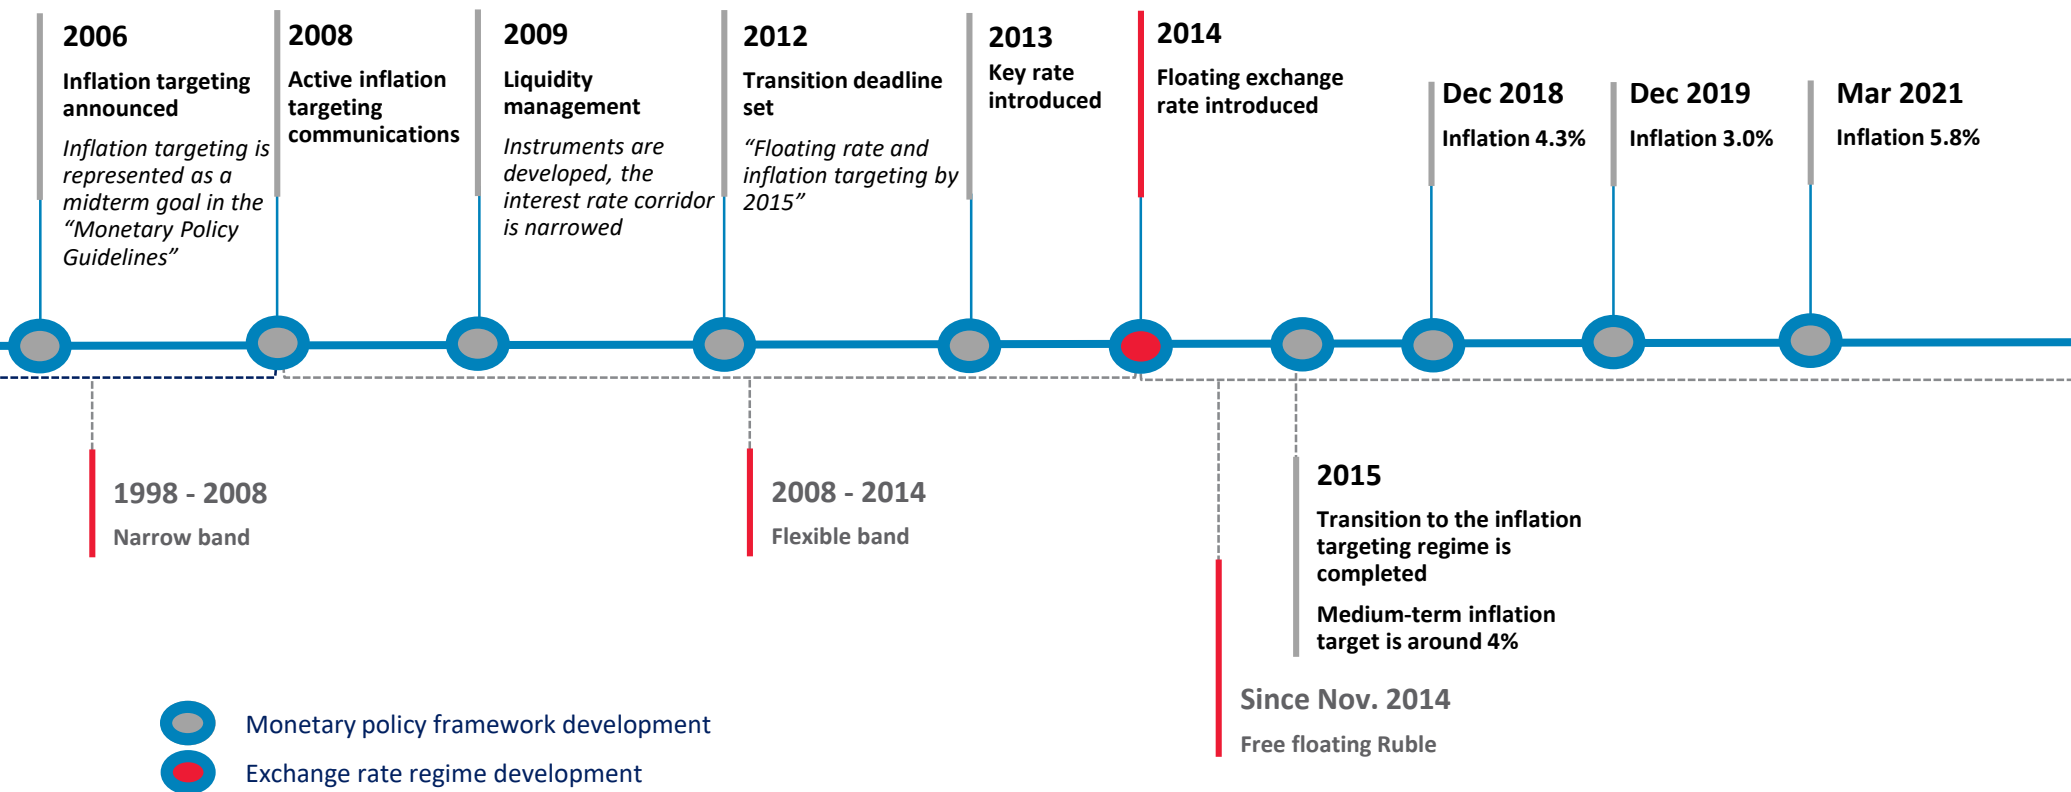 2006
Inflation targeting
announced
Inflation targeting is
represented as a
midterm goal in the
“Monetary Policy
Guidelines”
2008
Active inflation
targeting
communications
2009
Liquidity
management
Instruments are
developed, the
interest rate corridor
is narrowed
2012
Transition deadline
set
“Floating rate and
inflation targeting by
2015”
2013
Key rate
introduced
2014
Floating exchange
rate introduced
Dec 2018
Inflation 4.3%
Dec 2019
Inflation 3.0%
Mar 2021
Inflation 5.8%
1998 - 2008
Narrow band
2008 - 2014
Flexible band
2015
Transition to the inflation
targeting regime is
completed
Medium-term inflation
target is around 4%
Since Nov. 2014
Free floating Ruble
Monetary policy framework development
Exchange rate regime development